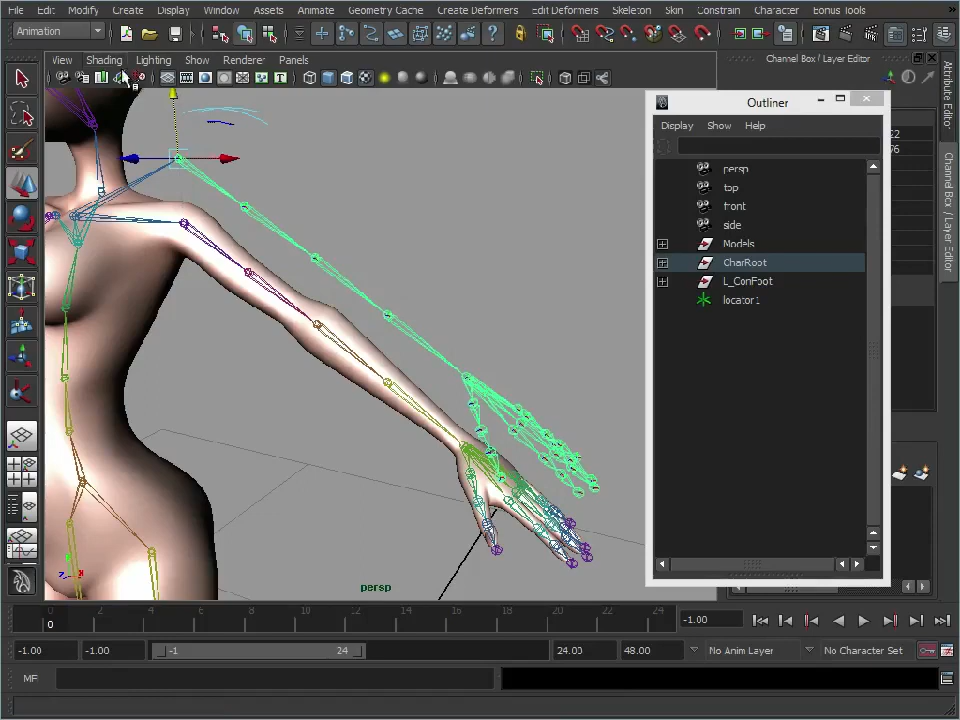 File Edit Modify Create Display Window Assets Animate Geometry Cache Create Deformers Edit Deformers Skeleton Skin Constrain Character Bonus Tools »
Animation
View Shading Lighting Show Renderer Panels
Channel Box / Layer Editor
Attribute Editor
Channel Box / Layer Editor
Outliner
Display Show Help
persp
top
front
side
Models
CharRoot
L_ConFoot
locator1
persp
0 2 4 6 8 10 12 14 16 18 20 22 24
0
-1.00
-1.00 -1.00 -1 24 24.00 48.00 No Anim Layer No Character Set
MEL